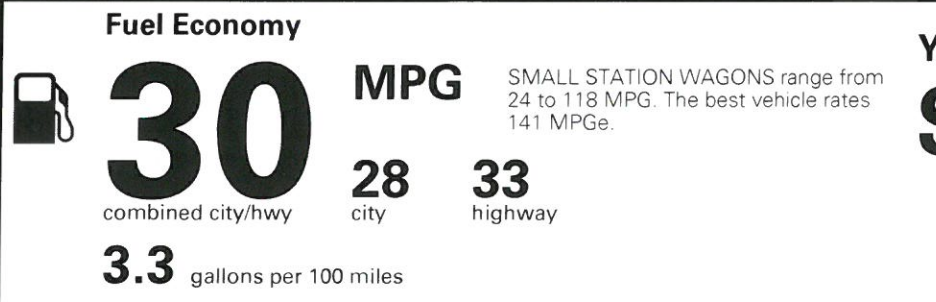 Fuel Economy
30 MPG
SMALL STATION WAGONS range from
24 to 118 MPG. The best vehicle rates
141 MPGe.
28
city
33
highway
combined city/hwy
3.3 gallons per 100 miles